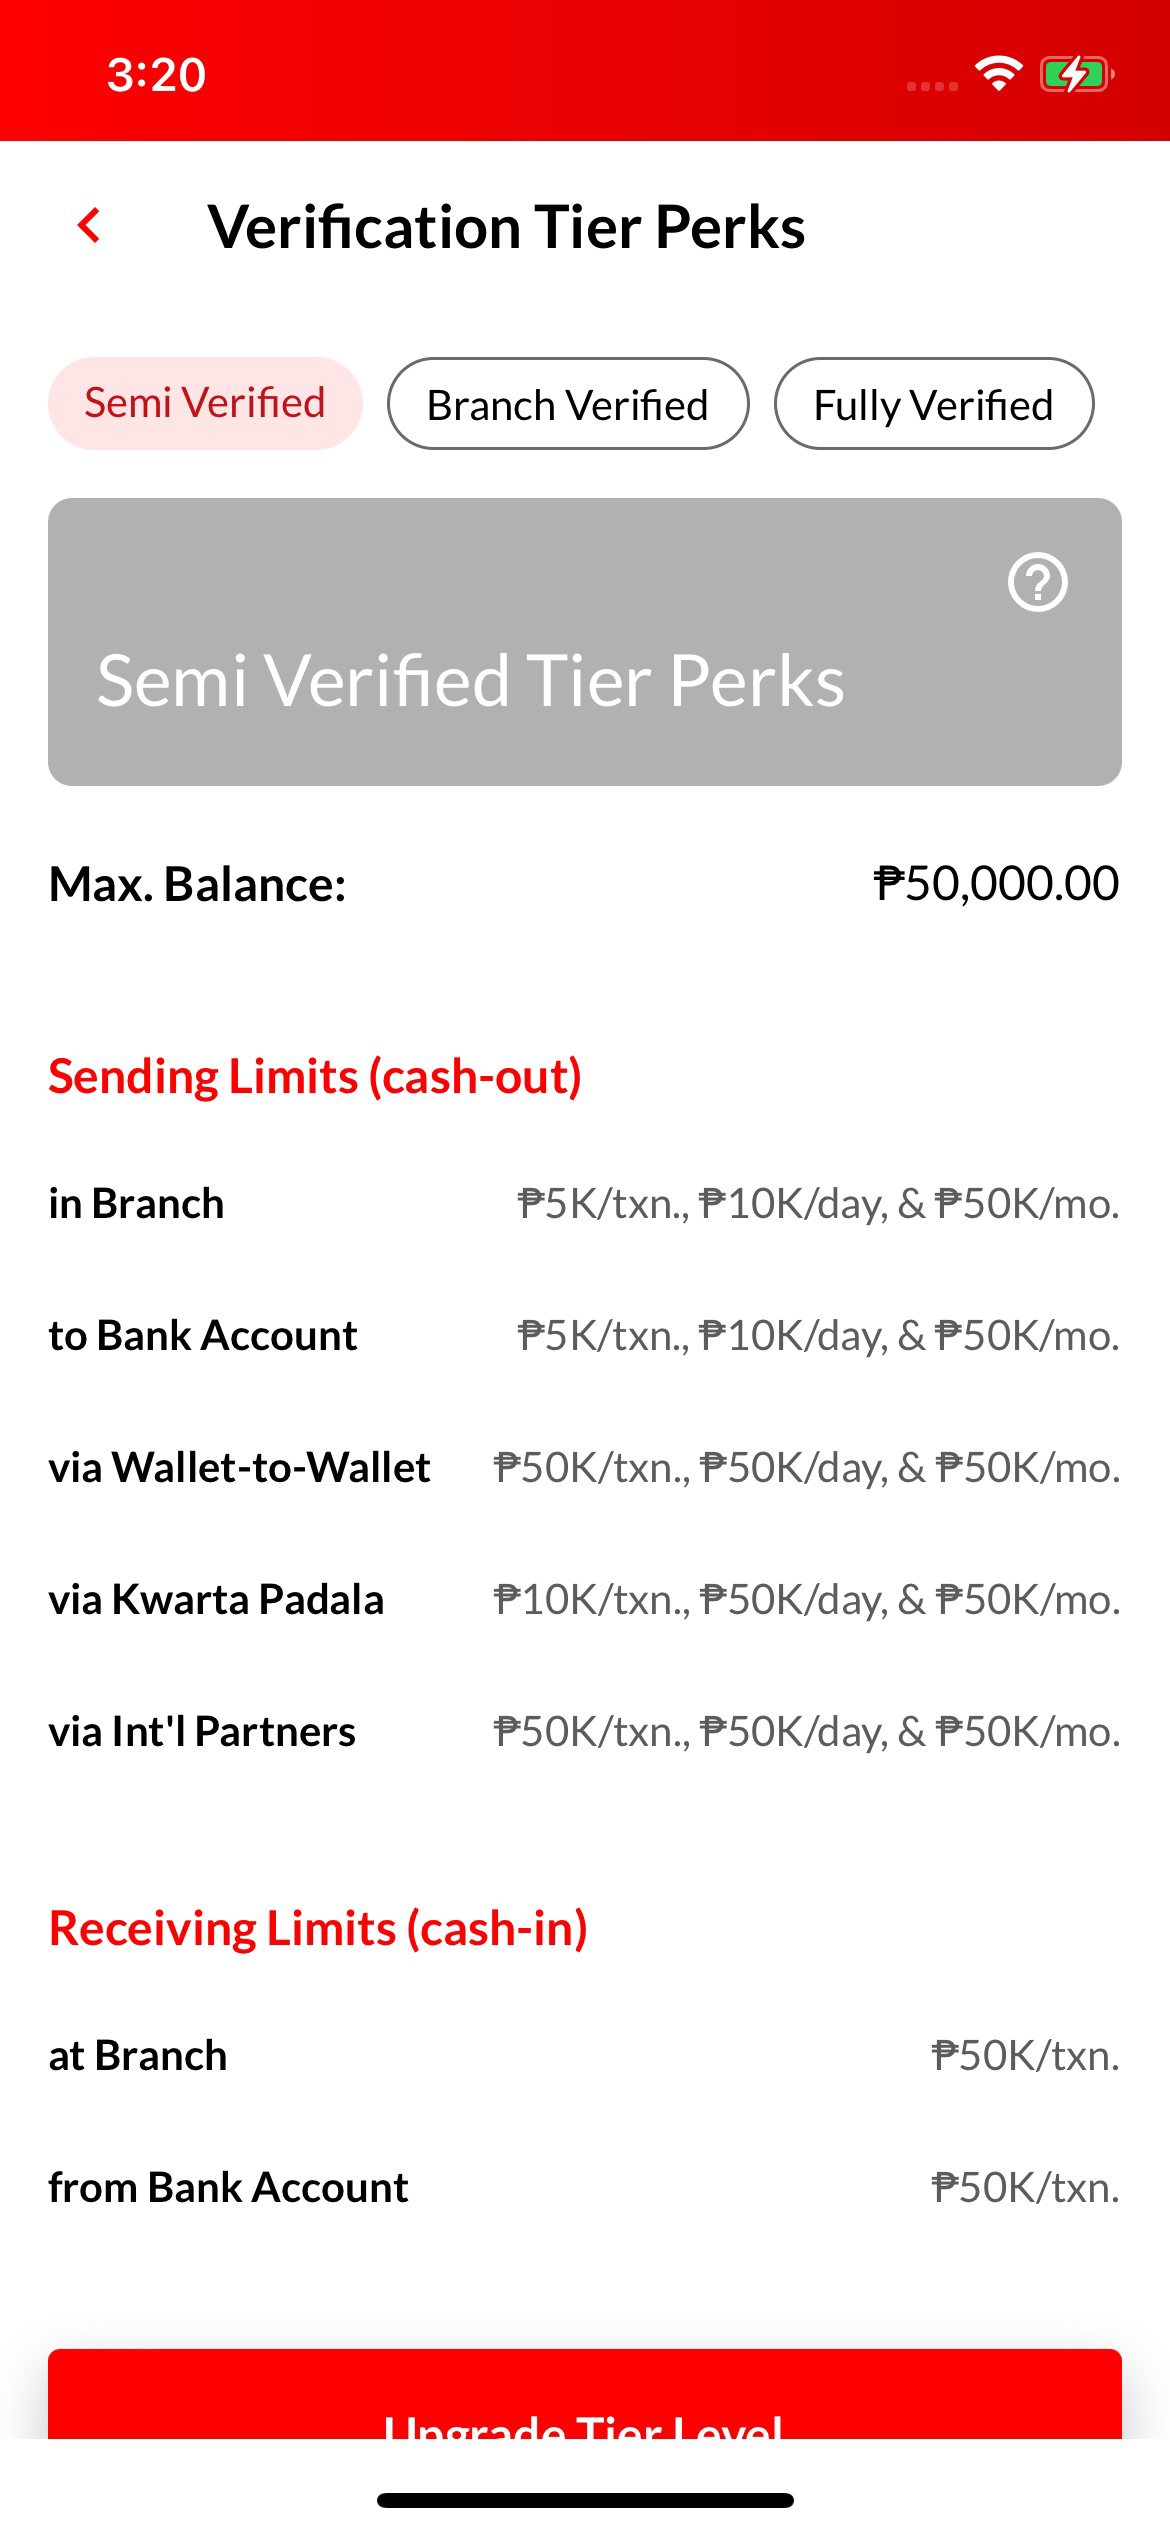 3:20
Verification Tier Perks
Semi Verified Branch Verified Fully Verified
Semi Verified Tier Perks
Max. Balance: ₱50,000.00
Sending Limits (cash-out)
in Branch ₱5K/txn., ₱10K/day, & ₱50K/mo.
to Bank Account ₱5K/txn., ₱10K/day, & ₱50K/mo.
via Wallet-to-Wallet ₱50K/txn., ₱50K/day, & ₱50K/mo.
via Kwarta Padala ₱10K/txn., ₱50K/day, & ₱50K/mo.
via Int'l Partners ₱50K/txn., ₱50K/day, & ₱50K/mo.
Receiving Limits (cash-in)
at Branch ₱50K/txn.
from Bank Account ₱50K/txn.
Upgrade Tier Level